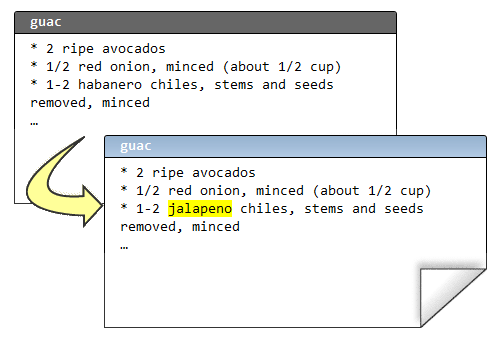 guac
* 2 ripe avocados
* 1/2 red onion, minced (about 1/2 cup)
* 1-2 habanero chiles, stems and seeds
removed, minced
…
guac
* 2 ripe avocados
* 1/2 red onion, minced (about 1/2 cup)
* 1-2 jalapeno chiles, stems and seeds
removed, minced
…